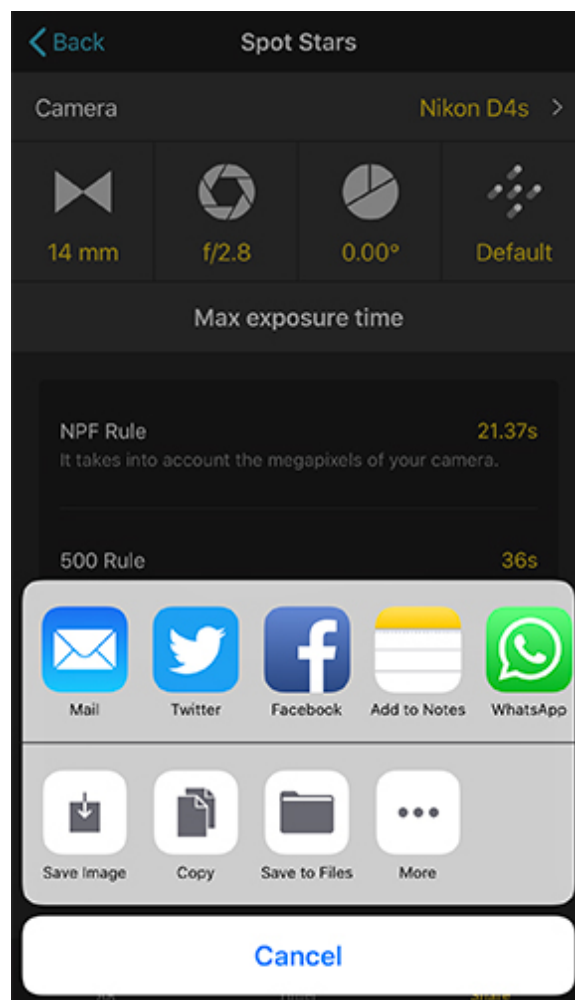 Back
Spot Stars
Camera
Nikon D4s
14 mm
f/2.8
0.00°
Default
Max exposure time
NPF Rule
21.37s
It takes into account the megapixels of your camera.
500 Rule
36s
Mail
Twitter
Facebook
Add to Notes
WhatsApp
Save Image
Copy
Save to Files
More
Cancel